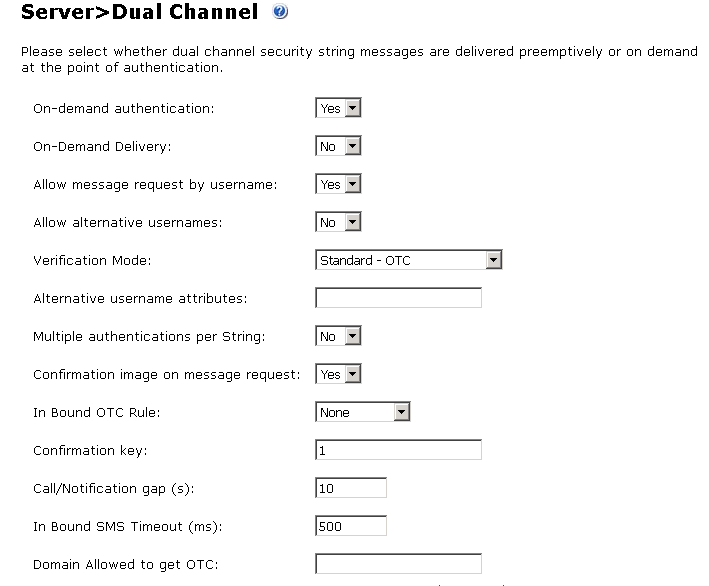 Server>Dual Channel
Please select whether dual channel security string messages are delivered preemptively or on demand
at the point of authentication.
On-demand authentication: Yes
On-Demand Delivery: No
Allow message request by username: Yes
Allow alternative usernames: No
Verification Mode: Standard - OTC
Alternative username attributes:
Multiple authentications per String: No
Confirmation image on message request: Yes
In Bound OTC Rule: None
Confirmation key: 1
Call/Notification gap (s): 10
In Bound SMS Timeout (ms): 500
Domain Allowed to get OTC: